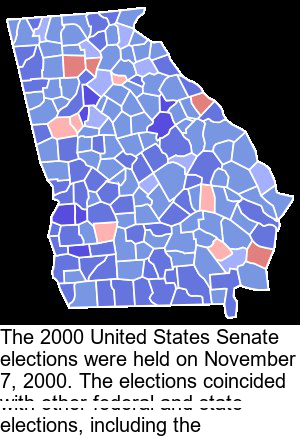 The 2000 United States Senate
elections were held on November
7, 2000. The elections coincided
with other federal and state
elections, including the